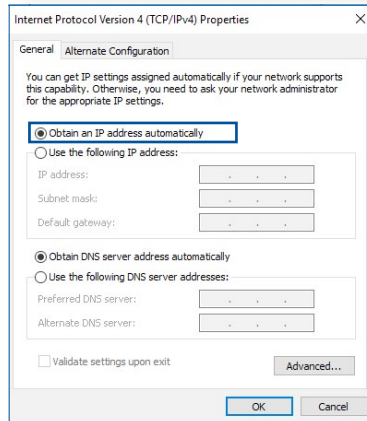 Internet Protocol Version 4 (TCP/IPv4) Properties
General
Alternate Configuration
You can get IP settings assigned automatically if your network supports
this capability. Otherwise, you need to ask your network administrator
for the appropriate IP settings.
Obtain an IP address automatically
Use the following IP address:
IP address:
Subnet mask:
Default gateway:
Obtain DNS server address automatically
Use the following DNS server addresses:
Preferred DNS server:
Alternate DNS server:
Validate settings upon exit
Advanced...
OK
Cancel